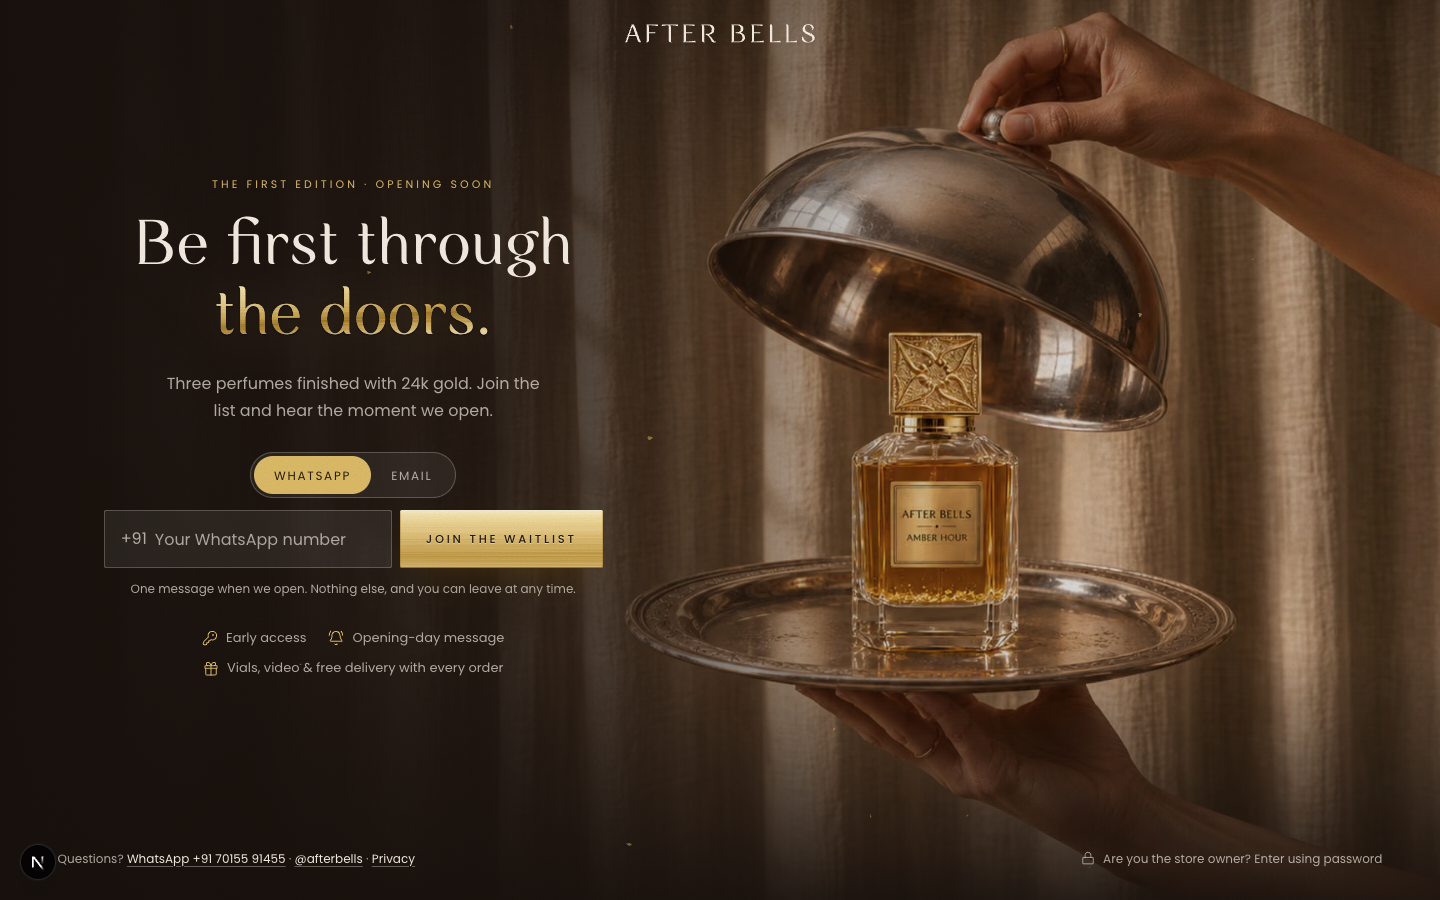 AFTER BELLS
THE FIRST EDITION · OPENING SOON
Be first through
the doors.
Three perfumes finished with 24k gold. Join the
list and hear the moment we open.
WHATSAPP
EMAIL
+91 Your WhatsApp number
JOIN THE WAITLIST
One message when we open. Nothing else, and you can leave at any time.
Early access
Opening-day message
Vials, video & free delivery with every order
AFTER BELLS
AMBER HOUR
N
Questions? WhatsApp +91 70155 91455 · @afterbells · Privacy
Are you the store owner? Enter using password